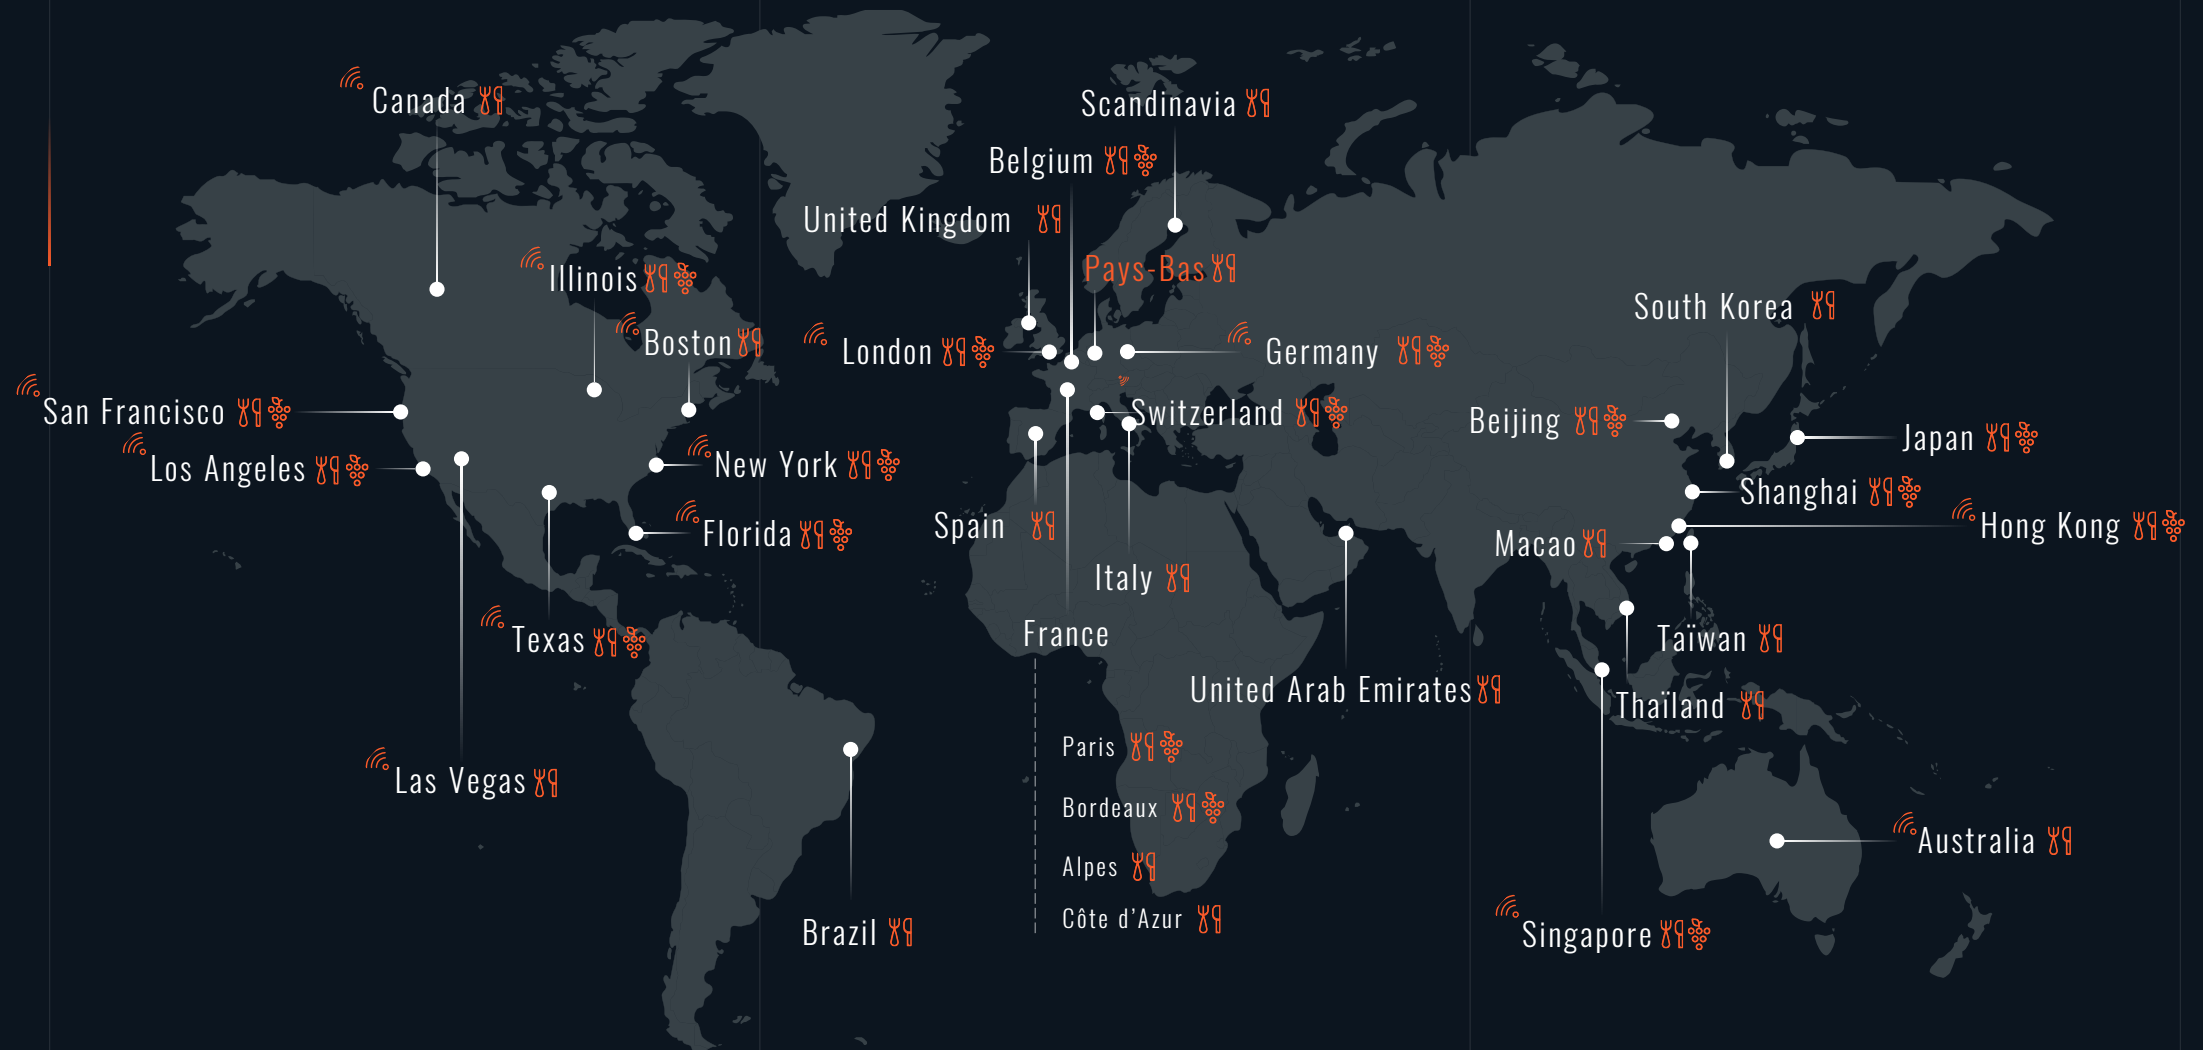 Canada
Scandinavia
Belgium
United Kingdom
Pays-Bas
Illinois
South Korea
Boston
London
Germany
San Francisco
Switzerland
Beijing
Japan
Los Angeles
New York
Shanghai
Florida
Spain
Hong Kong
Macao
Italy
France
Texas
Taïwan
United Arab Emirates
Thaïland
Paris
Las Vegas
Bordeaux
Australia
Alpes
Côte d’Azur
Brazil
Singapore